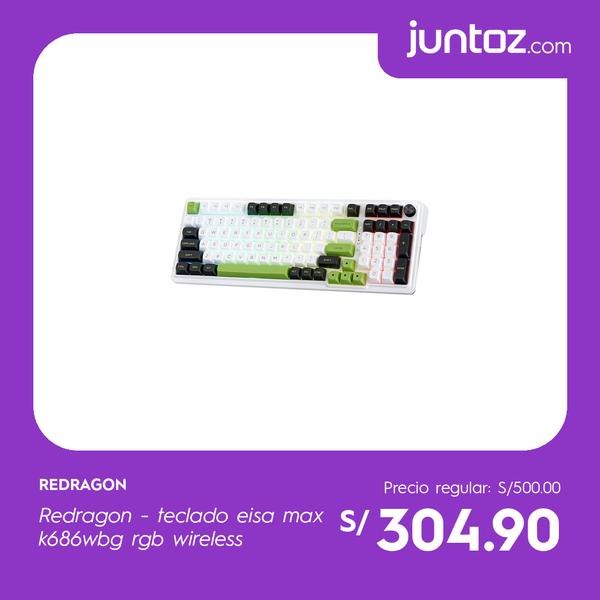 juntoz.com
REDRAGON
Redragon - teclado eisa max
k686wbg rgb wireless
Precio regular: S/500.00
S/304.90